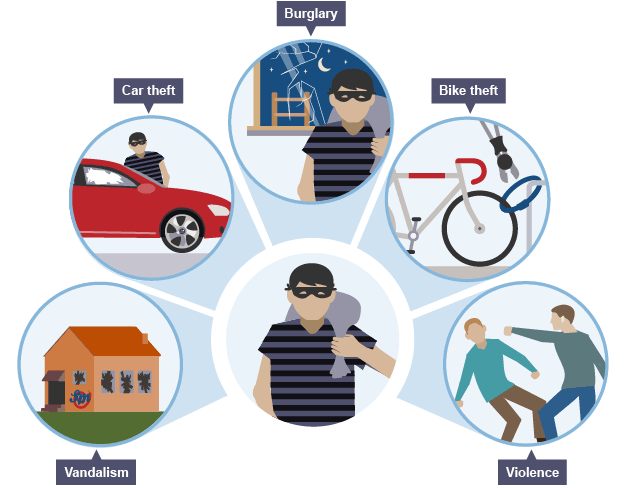 Burglary
Car theft
Bike theft
Vandalism
Violence